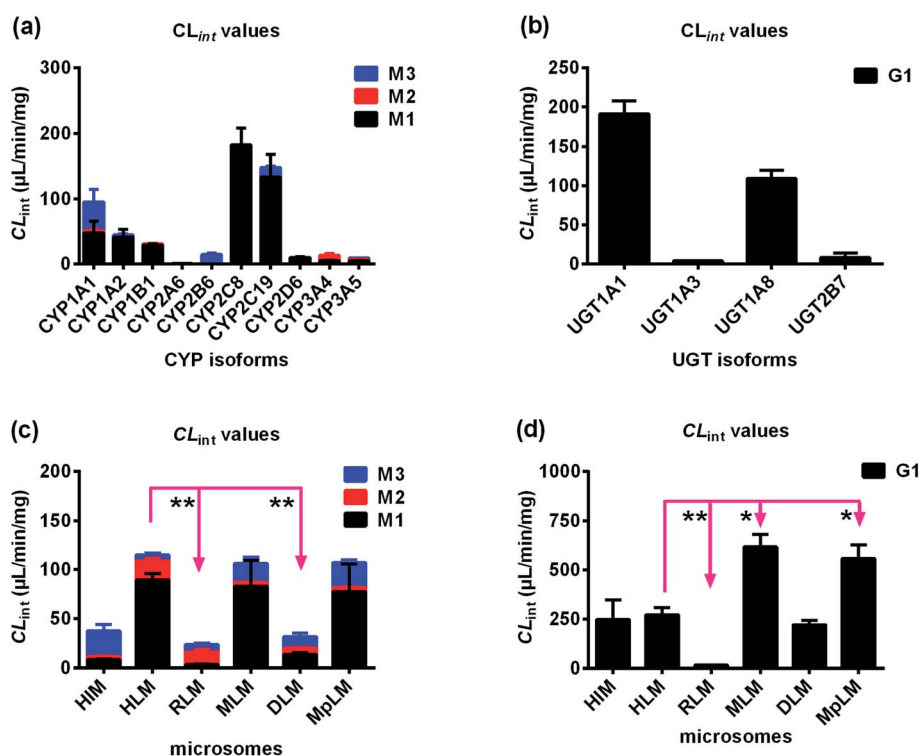 (a)
CLint values
CLint (µL/min/mg)
300
200
100
0
M3
M2
M1
CYP1A1
CYP1A2
CYP1B1
CYP2A6
CYP2B6
CYP2C8
CYP2C19
CYP2D6
CYP3A4
CYP3A5
CYP isoforms
(b)
CLint values
CLint (µL/min/mg)
250
200
150
100
50
0
G1
UGT1A1
UGT1A3
UGT1A8
UGT2B7
UGT isoforms
(c)
CLint values
CLint (µL/min/mg)
200
150
100
50
0
M3
M2
M1
** **
HIM
HLM
RLM
MLM
DLM
MpLM
microsomes
(d)
CLint values
CLint (µL/min/mg)
1000
750
500
250
0
G1
** * *
HIM
HLM
RLM
MLM
DLM
MpLM
microsomes